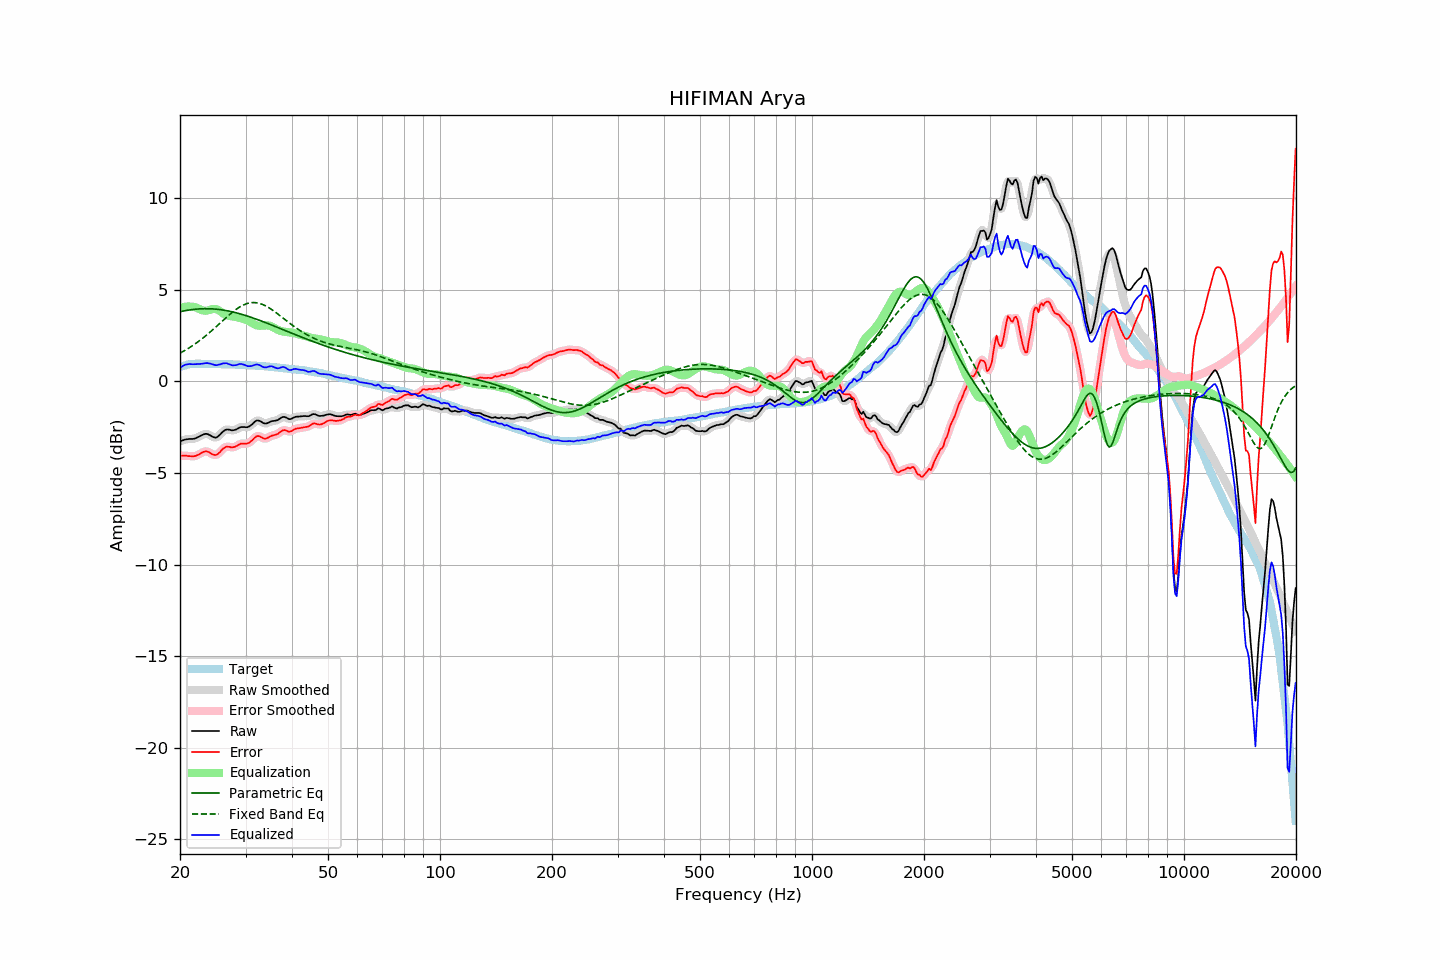 HIFIMAN Arya
Amplitude (dBr)
10
5
0
−5
−10
−15
−20
−25
Target
Raw Smoothed
Error Smoothed
Raw
Error
Equalization
Parametric Eq
Fixed Band Eq
Equalized
20 50 100 200 500 1000 2000 5000 10000 20000
Frequency (Hz)